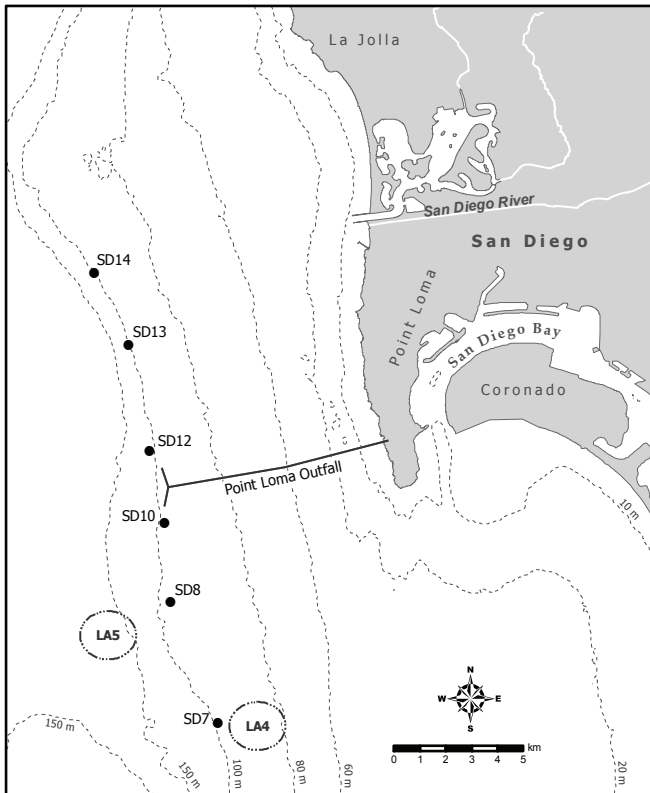 La Jolla
San Diego River
San Diego
SD14
Point Loma
SD13
San Diego Bay
Coronado
SD12
Point Loma Outfall
10 m
SD10
SD8
LA5
N
W
E
S
SD7
LA4
150 m
150 m
100 m
80 m
60 m
20 m
km
0 1 2 3 4 5